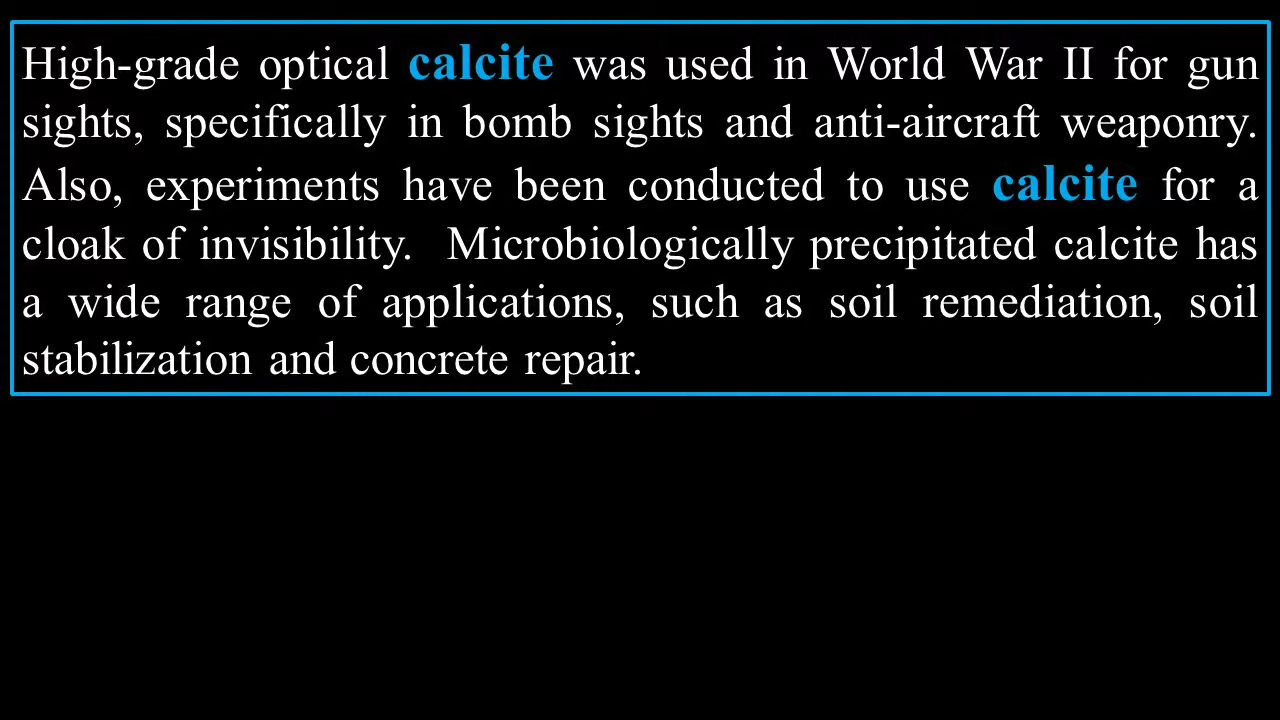 High-grade optical calcite was used in World War II for gun
sights, specifically in bomb sights and anti-aircraft weaponry.
Also, experiments have been conducted to use calcite for a
cloak of invisibility. Microbiologically precipitated calcite has
a wide range of applications, such as soil remediation, soil
stabilization and concrete repair.